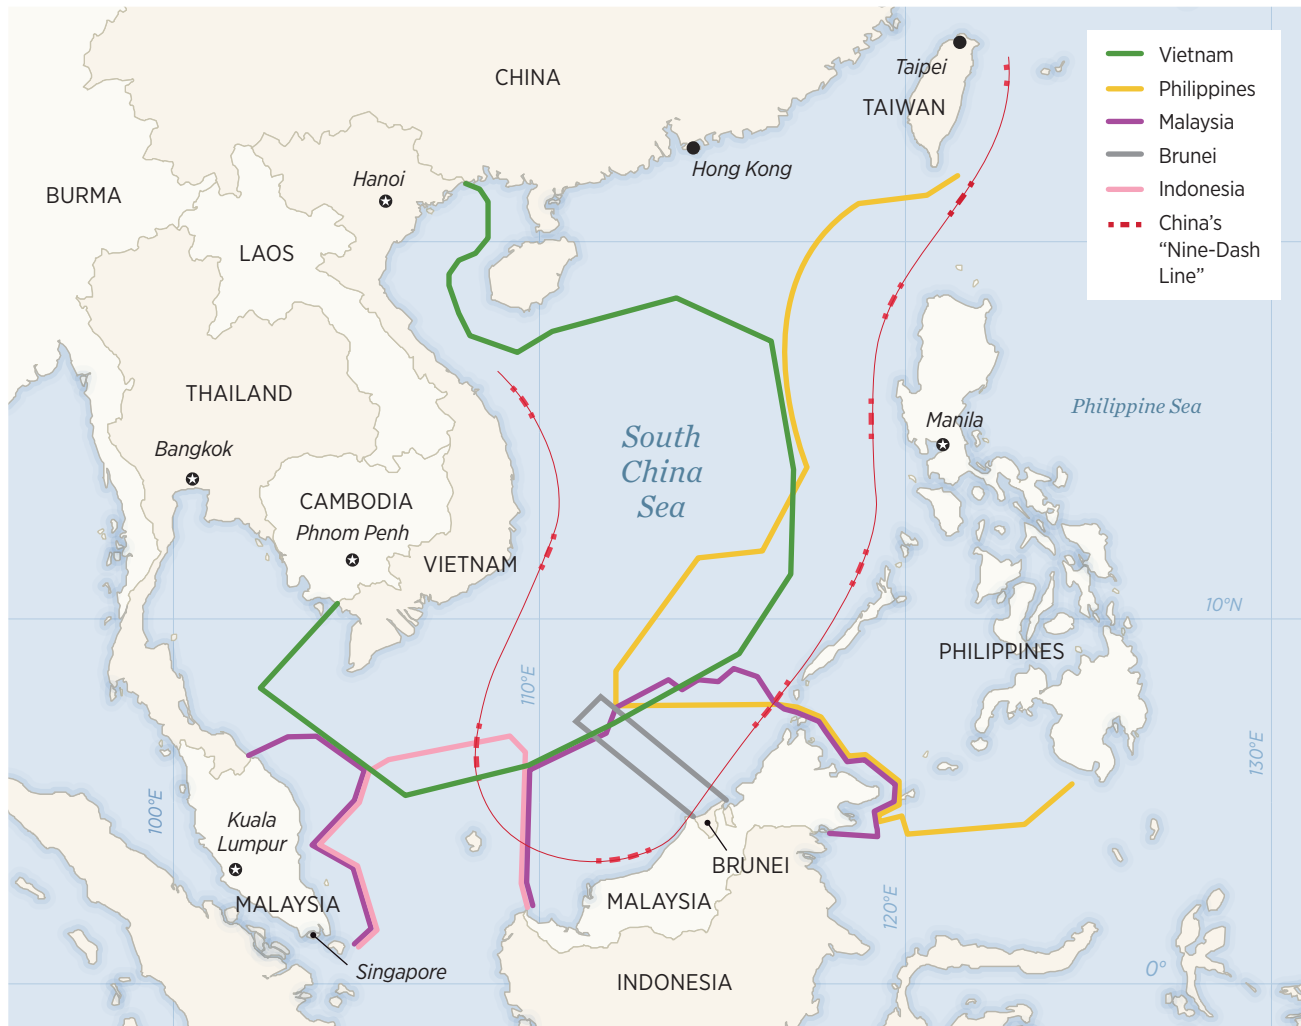 Taipei
TAIWAN
CHINA
Hong Kong
Hanoi
BURMA
LAOS
Vietnam
Philippines
Malaysia
Brunei
Indonesia
China's
“Nine-Dash
Line”
THAILAND
Bangkok
CAMBODIA
Phnom Penh
VIETNAM
South
China
Sea
Manila
Philippine Sea
10°N
PHILIPPINES
110°E
100°E
130°E
120°E
0°
Kuala
Lumpur
MALAYSIA
Singapore
BRUNEI
MALAYSIA
INDONESIA